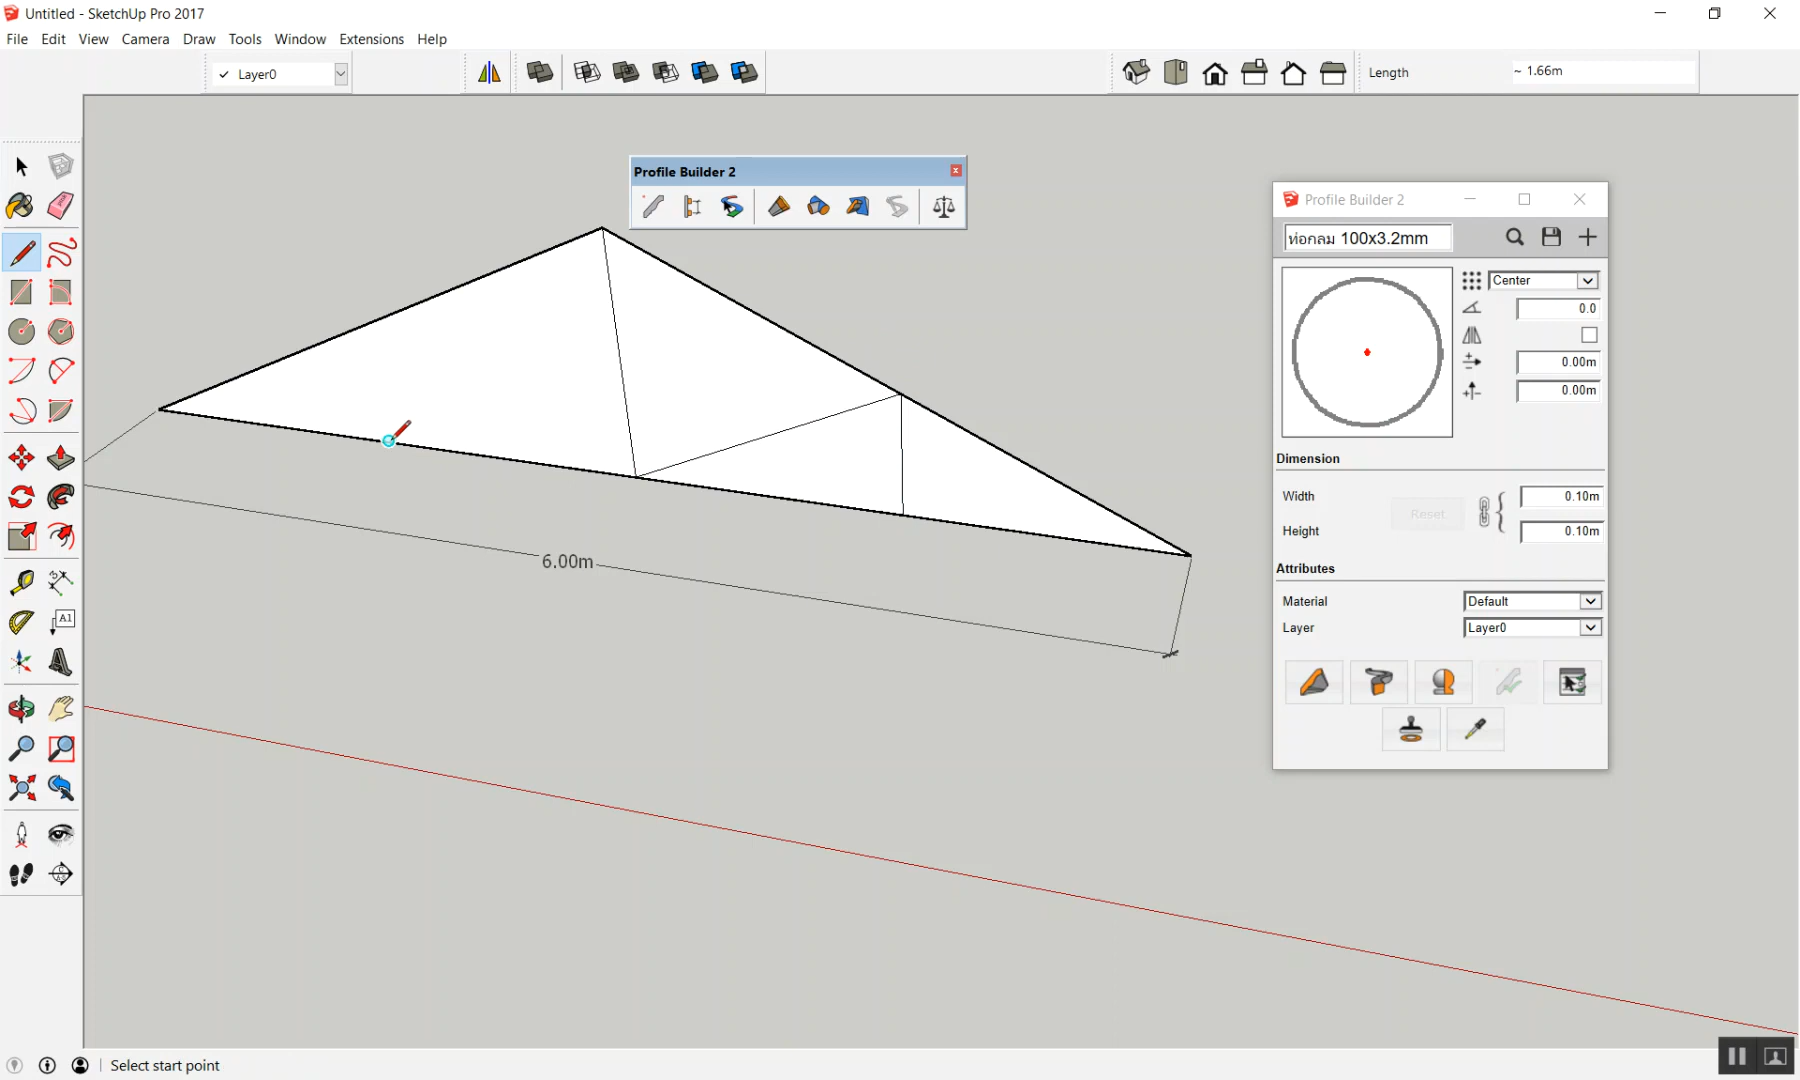 Untitled - SketchUp Pro 2017
File Edit View Camera Draw Tools Window Extensions Help
✓ Layer0
Length ~ 1.66m
Profile Builder 2
Profile Builder 2
ท่อกลม 100x3.2mm
Center
0.0
0.00m
0.00m
Dimension
Width 0.10m
Reset
Height 0.10m
Attributes
Material Default
Layer Layer0
A1
6.00m
Select start point